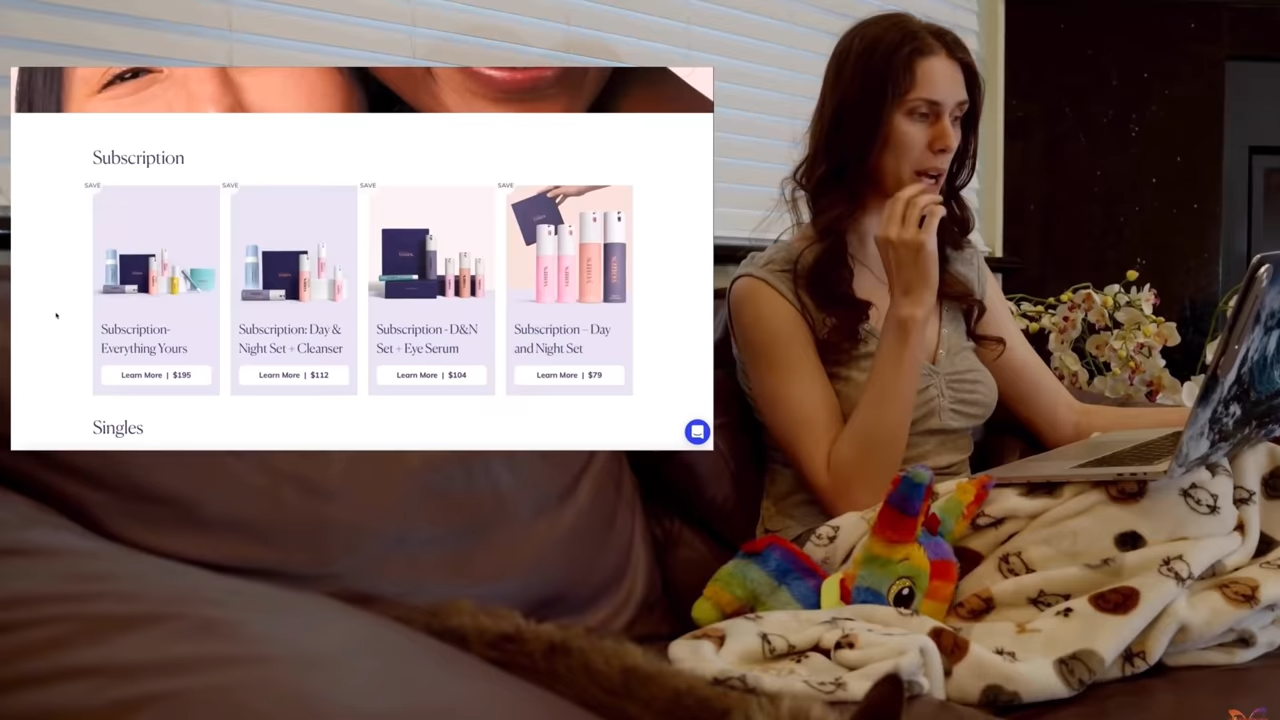 Subscription
SAVE
SAVE
SAVE
SAVE
Subscription-
Everything Yours
Learn More | $195
Subscription: Day &
Night Set + Cleanser
Learn More | $112
Subscription - D&N
Set + Eye Serum
Learn More | $104
Subscription – Day
and Night Set
Learn More | $79
Singles